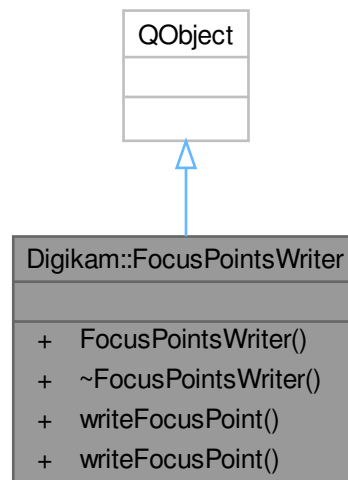 QObject
Digikam::FocusPointsWriter
+ FocusPointsWriter()
+ ~FocusPointsWriter()
+ writeFocusPoint()
+ writeFocusPoint()